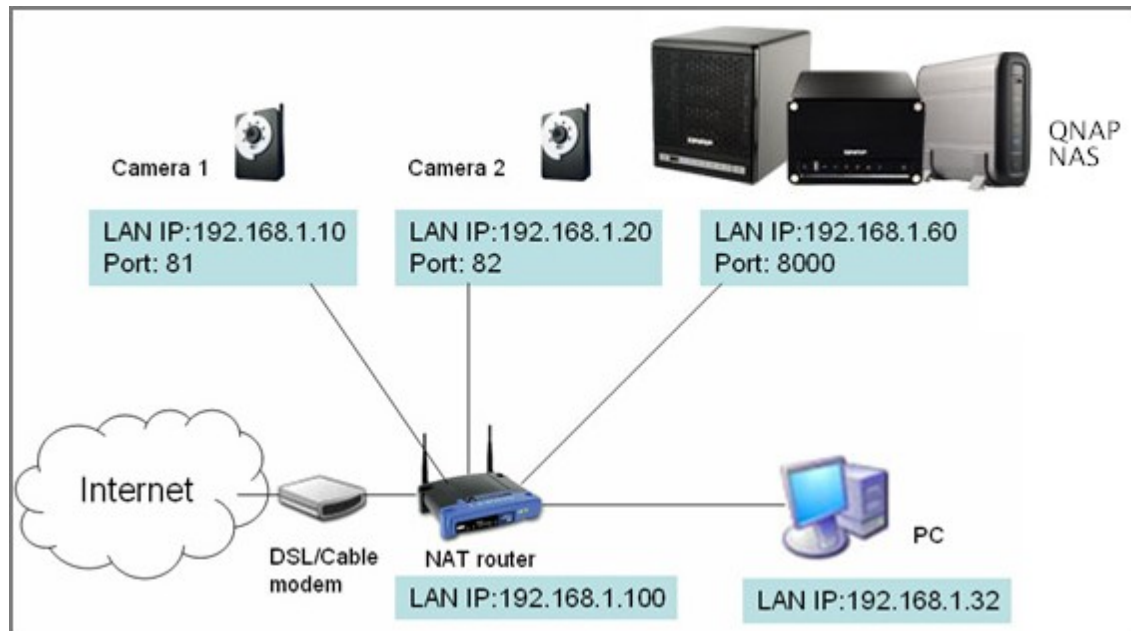 QNAP
NAS
Camera 1
Camera 2
LAN IP:192.168.1.10
Port: 81
LAN IP:192.168.1.20
Port: 82
LAN IP:192.168.1.60
Port: 8000
Internet
DSL/Cable
modem
NAT router
LAN IP:192.168.1.100
PC
LAN IP:192.168.1.32